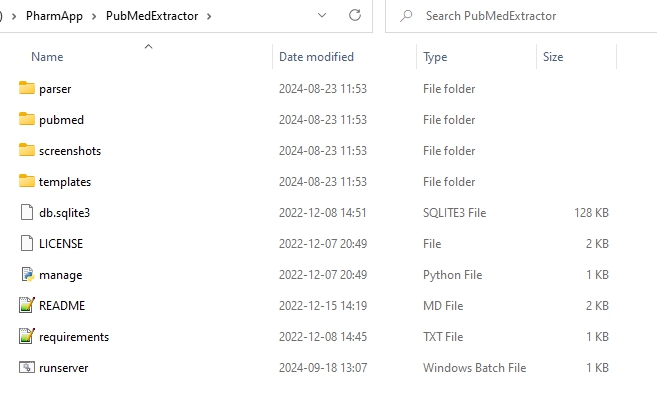 ) PharmApp PubMedExtractor Search PubMedExtractor
Name Date modified Type Size
parser 2024-08-23 11:53 File folder
pubmed 2024-08-23 11:53 File folder
screenshots 2024-08-23 11:53 File folder
templates 2024-08-23 11:53 File folder
db.sqlite3 2022-12-08 14:51 SQLITE3 File 128 KB
LICENSE 2022-12-07 20:49 File 2 KB
manage 2022-12-07 20:49 Python File 1 KB
README 2022-12-15 14:19 MD File 2 KB
requirements 2022-12-08 14:45 TXT File 1 KB
runserver 2024-09-18 13:07 Windows Batch File 1 KB